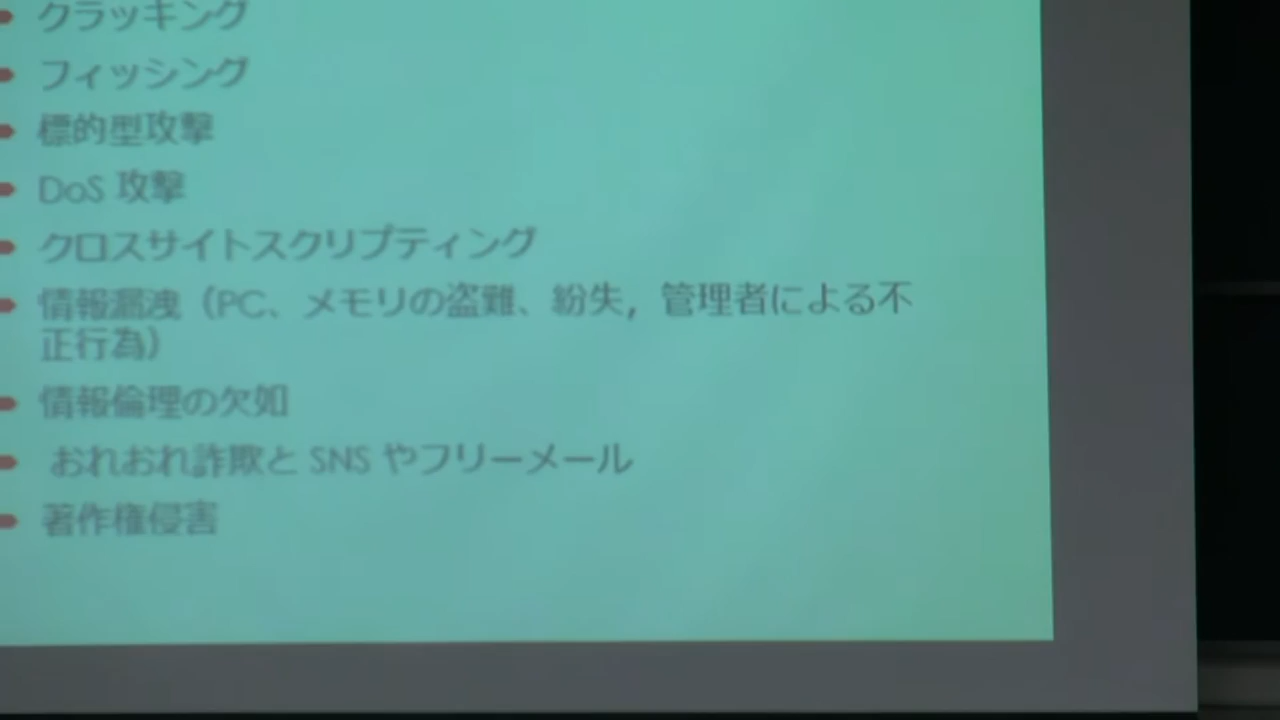 クラッキング
フィッシング
標的型攻撃
DoS 攻撃
クロスサイトスクリプティング
情報漏洩（PC、メモリの盗難、紛失，管理者による不
正行為）
情報倫理の欠如
おれおれ詐欺と SNS やフリーメール
著作権侵害